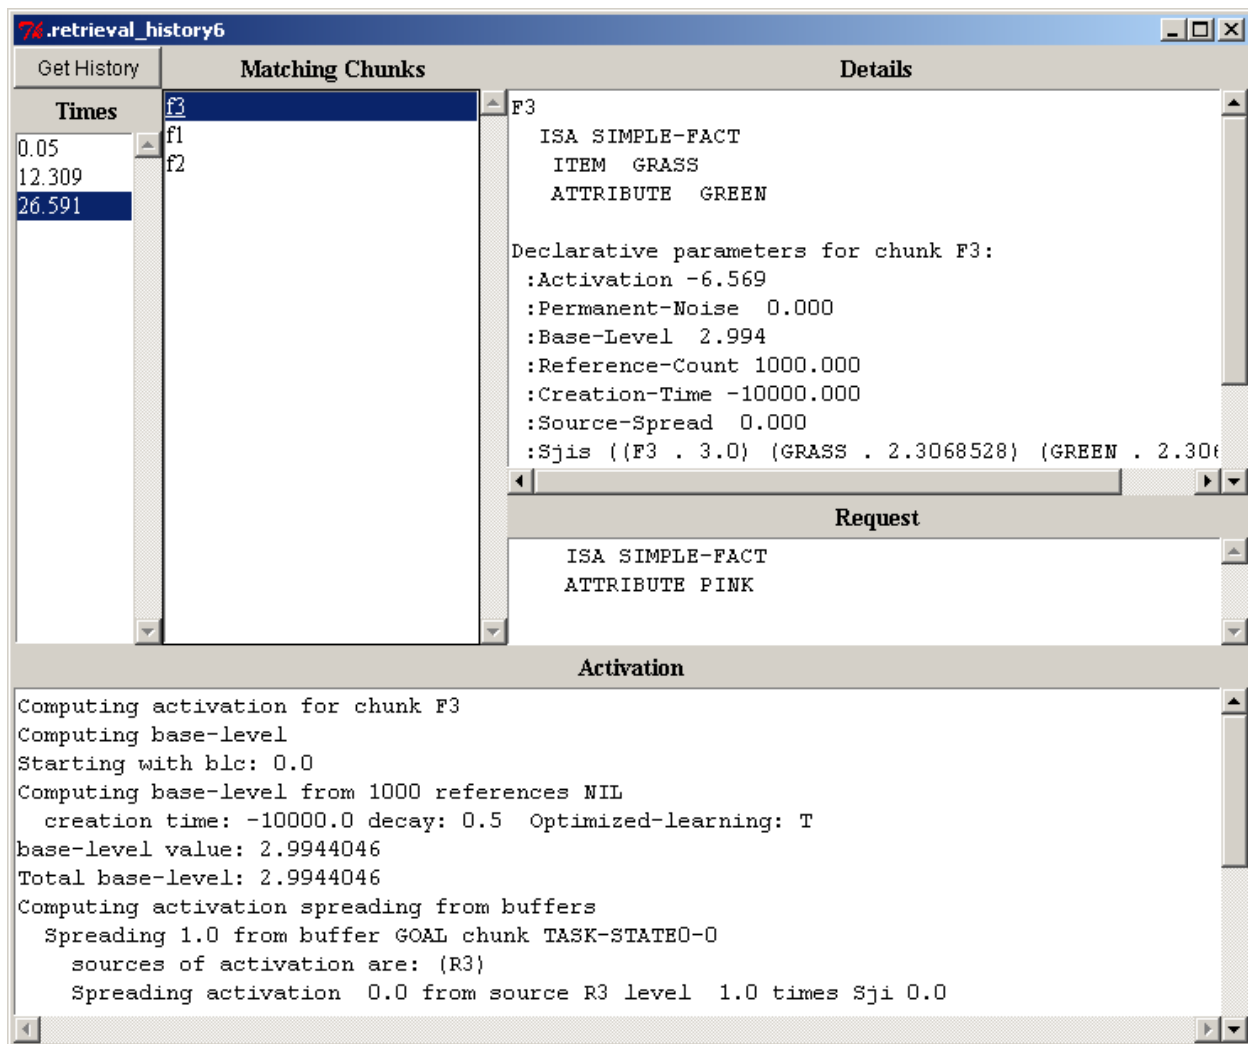 .retrieval_history6
Get History
Matching Chunks
Details
Times
0.05
12.309
26.591
f3
f1
f2
F3
ISA SIMPLE-FACT
ITEM  GRASS
ATTRIBUTE  GREEN
Declarative parameters for chunk F3:
:Activation -6.569
:Permanent-Noise  0.000
:Base-Level  2.994
:Reference-Count 1000.000
:Creation-Time -10000.000
:Source-Spread  0.000
:Sjis ((F3 . 3.0) (GRASS . 2.3068528) (GREEN . 2.30
Request
ISA SIMPLE-FACT
ATTRIBUTE PINK
Activation
Computing activation for chunk F3
Computing base-level
Starting with blc: 0.0
Computing base-level from 1000 references NIL
creation time: -10000.0 decay: 0.5  Optimized-learning: T
base-level value: 2.9944046
Total base-level: 2.9944046
Computing activation spreading from buffers
Spreading 1.0 from buffer GOAL chunk TASK-STATE0-0
sources of activation are: (R3)
Spreading activation  0.0 from source R3 level  1.0 times Sji 0.0